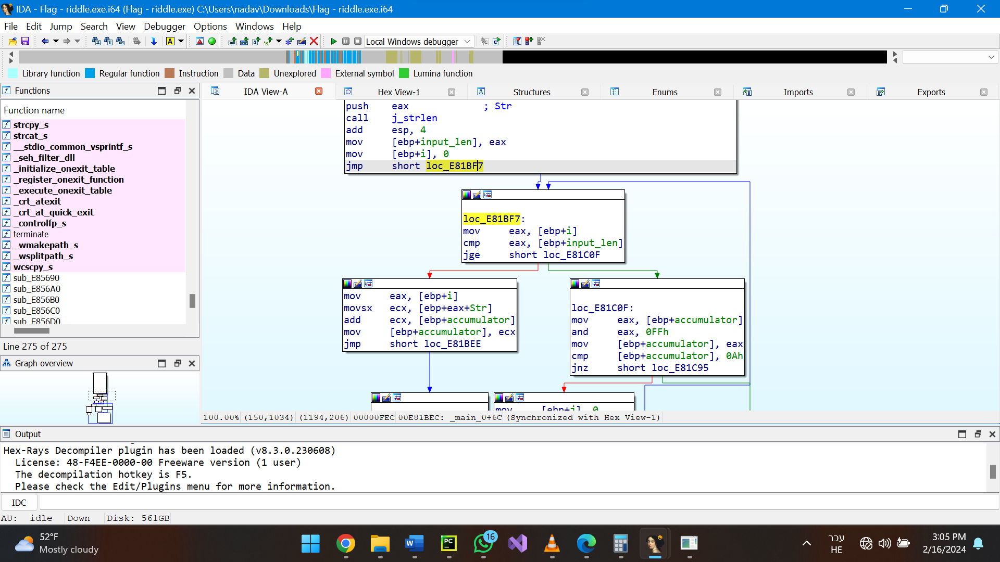 IDA - Flag - riddle.exe.i64 (Flag - riddle.exe) C:\Users\nadav\Downloads\Flag - riddle.exe.i64
File Edit Jump Search View Debugger Options Windows Help
Local Windows debugger
Library function Regular function Instruction Data Unexplored External symbol Lumina function
Functions
Function name
strcpy_s
strcat_s
__stdio_common_vsprintf_s
_seh_filter_dll
_initialize_onexit_table
_register_onexit_function
_execute_onexit_table
_crt_atexit
_crt_at_quick_exit
_controlfp_s
terminate
_wmakepath_s
_wsplitpath_s
wcscpy_s
sub_E85690
sub_E856A0
sub_E856B0
sub_E856C0
sub_E856D0
Line 275 of 275
Graph overview
IDA View-A Hex View-1 Structures Enums Imports Exports
push eax ; Str
call j_strlen
add esp, 4
mov [ebp+input_len], eax
mov [ebp+i], 0
jmp short loc_E81BF7
loc_E81BF7:
mov eax, [ebp+i]
cmp eax, [ebp+input_len]
jge short loc_E81C0F
mov eax, [ebp+i]
movsx ecx, [ebp+eax+Str]
add ecx, [ebp+accumulator]
mov [ebp+accumulator], ecx
jmp short loc_E81BEE
loc_E81C0F:
mov eax, [ebp+accumulator]
and eax, 0FFh
mov [ebp+accumulator], eax
cmp [ebp+accumulator], 0Ah
jnz short loc_E81C95
mov [ebp+i], 0
100.00% (150,1034) (1194,206) 00000FEC 00E81BEC: _main_0+6C (Synchronized with Hex View-1)
Output
Hex-Rays Decompiler plugin has been loaded (v8.3.0.230608)
License: 48-F4EE-0000-00 Freeware version (1 user)
The decompilation hotkey is F5.
Please check the Edit/Plugins menu for more information.
IDC
AU: idle Down Disk: 561GB
52°F
Mostly cloudy
PC
16
עבר
HE
3:05 PM
2/16/2024